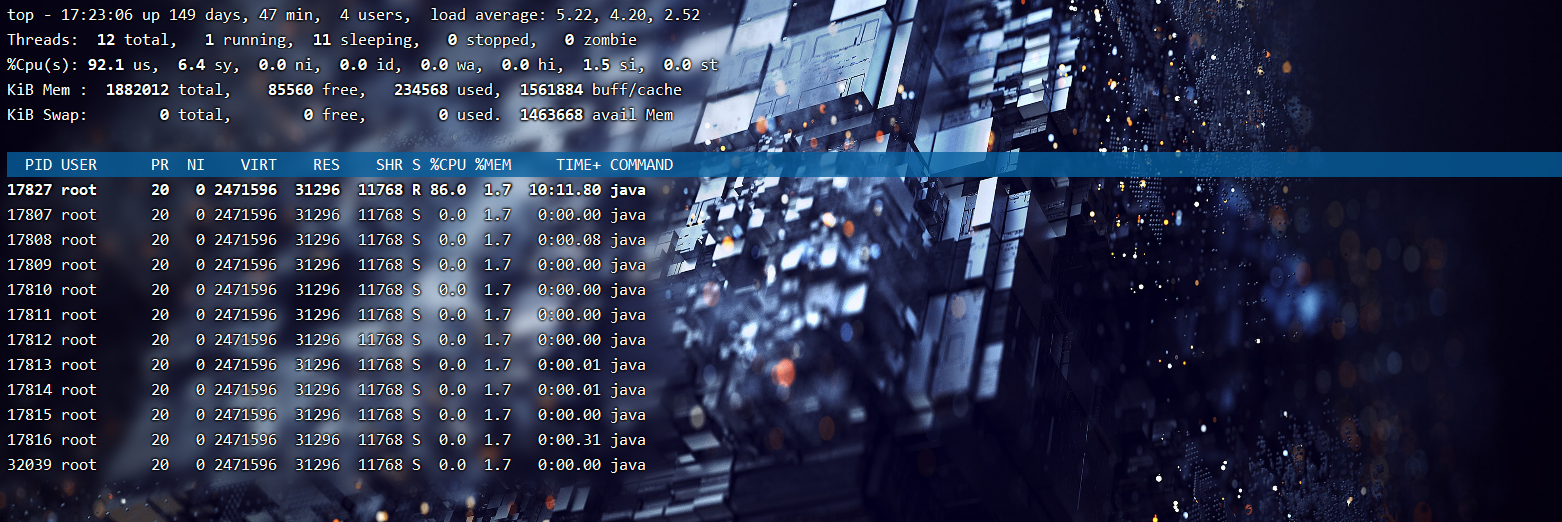 top - 17:23:06 up 149 days, 47 min,  4 users,  load average: 5.22, 4.20, 2.52
Threads:  12 total,   1 running,  11 sleeping,   0 stopped,   0 zombie
%Cpu(s): 92.1 us,  6.4 sy,  0.0 ni,  0.0 id,  0.0 wa,  0.0 hi,  1.5 si,  0.0 st
KiB Mem :  1882012 total,    85560 free,   234568 used,  1561884 buff/cache
KiB Swap:        0 total,        0 free,        0 used.  1463668 avail Mem
  PID USER      PR  NI    VIRT    RES    SHR S %CPU %MEM     TIME+ COMMAND
17827 root      20   0 2471596  31296  11768 R 86.0  1.7  10:11.80 java
17807 root      20   0 2471596  31296  11768 S  0.0  1.7   0:00.00 java
17808 root      20   0 2471596  31296  11768 S  0.0  1.7   0:00.08 java
17809 root      20   0 2471596  31296  11768 S  0.0  1.7   0:00.00 java
17810 root      20   0 2471596  31296  11768 S  0.0  1.7   0:00.00 java
17811 root      20   0 2471596  31296  11768 S  0.0  1.7   0:00.00 java
17812 root      20   0 2471596  31296  11768 S  0.0  1.7   0:00.00 java
17813 root      20   0 2471596  31296  11768 S  0.0  1.7   0:00.01 java
17814 root      20   0 2471596  31296  11768 S  0.0  1.7   0:00.01 java
17815 root      20   0 2471596  31296  11768 S  0.0  1.7   0:00.00 java
17816 root      20   0 2471596  31296  11768 S  0.0  1.7   0:00.31 java
32039 root      20   0 2471596  31296  11768 S  0.0  1.7   0:00.00 java